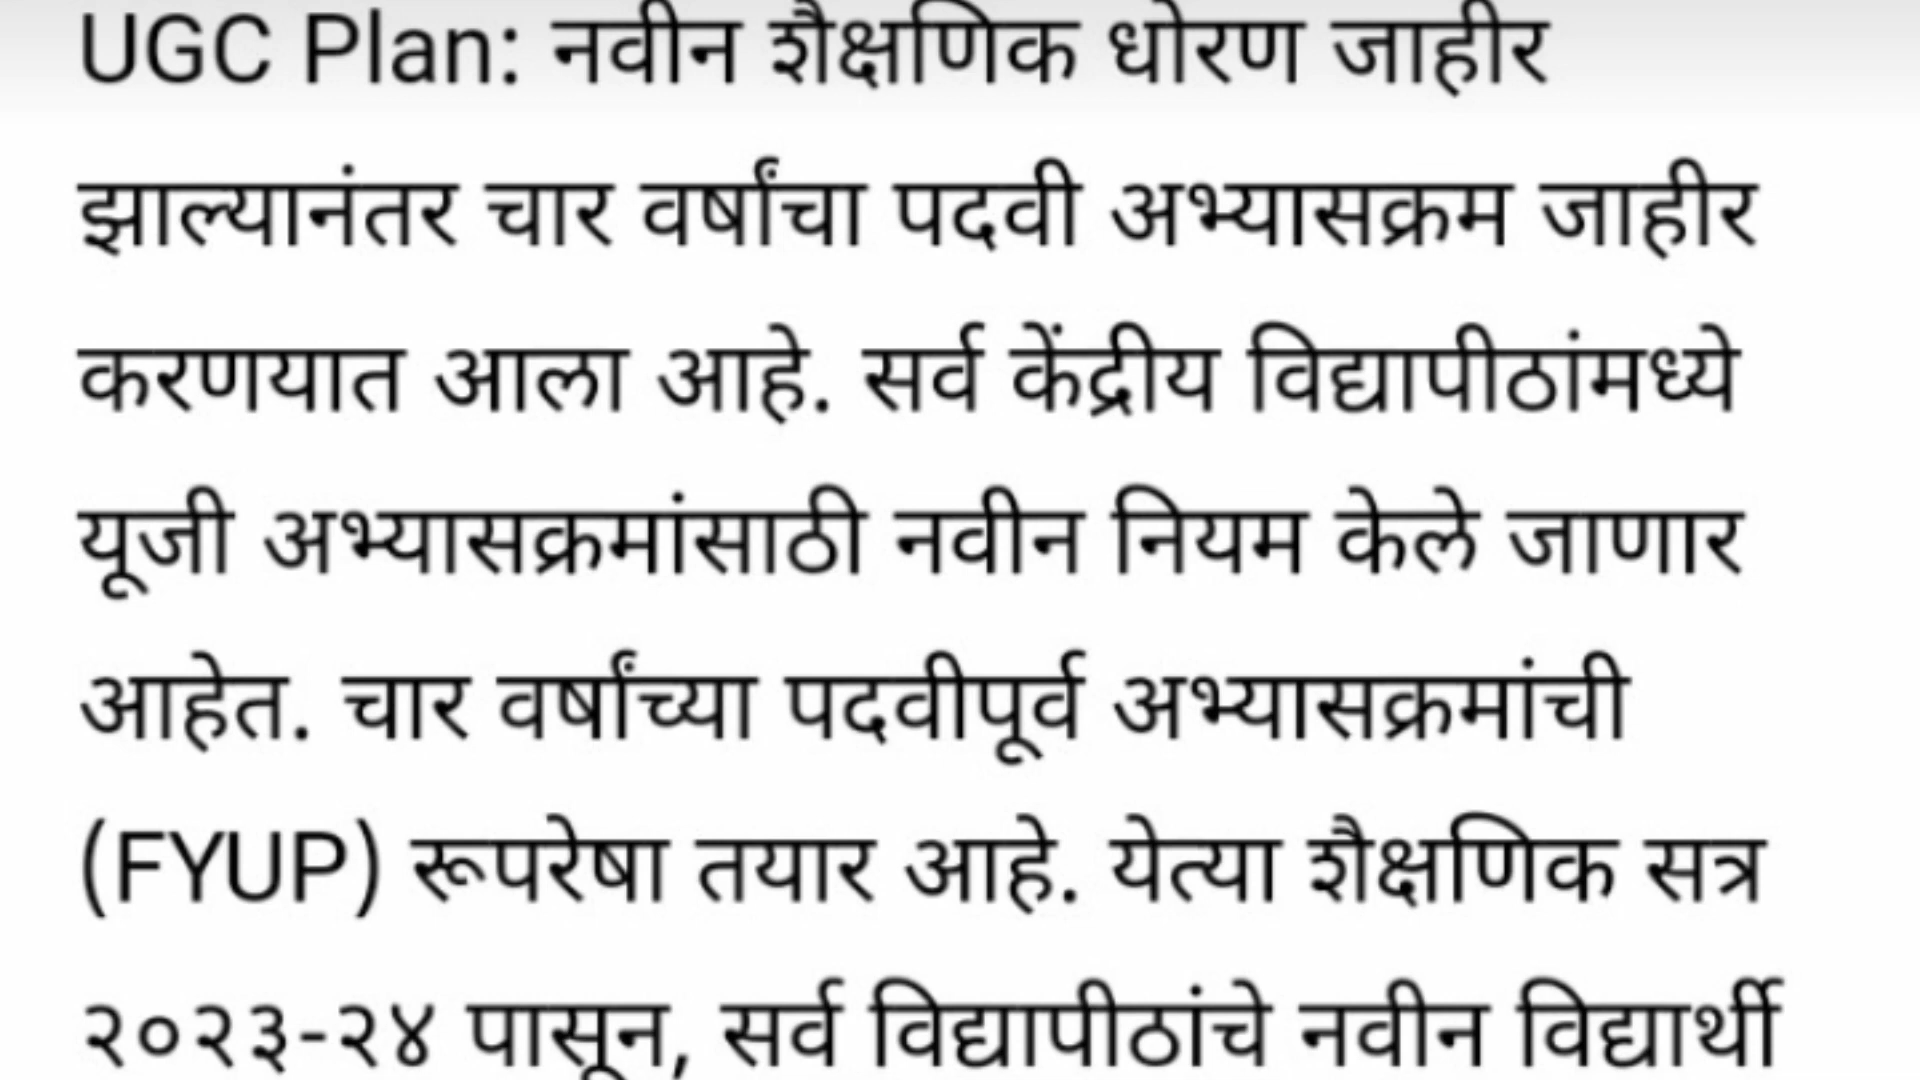 UGC Plan: नवीन शैक्षणिक धोरण जाहीर
झाल्यानंतर चार वर्षांचा पदवी अभ्यासक्रम जाहीर
करणयात आला आहे. सर्व केंद्रीय विद्यापीठांमध्ये
यूजी अभ्यासक्रमांसाठी नवीन नियम केले जाणार
आहेत. चार वर्षांच्या पदवीपूर्व अभ्यासक्रमांची
(FYUP) रूपरेषा तयार आहे. येत्या शैक्षणिक सत्र
२०२३-२४ पासून, सर्व विद्यापीठांचे नवीन विद्यार्थी